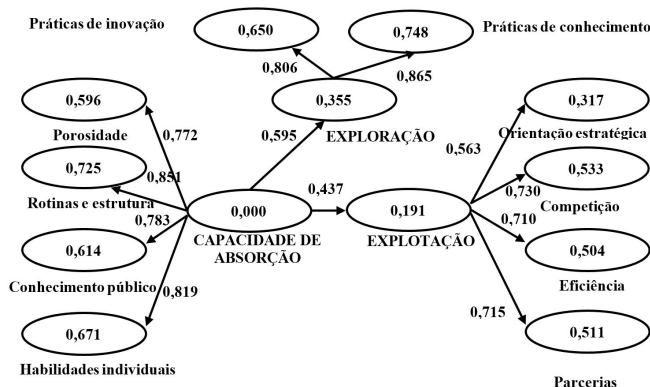 Práticas de inovação
0,650
0,748
Práticas de conhecimento
0,806
0,865
0,596
0,355
0,317
Porosidade
0,772
0,595
EXPLORAÇÃO
0,563
Orientação estratégica
0,725
0,851
0,533
Rotinas e estrutura
0,437
0,730
Competição
0,783
0,000
0,191
0,710
0,614
CAPACIDADE DE
ABSORÇÃO
EXPLOTAÇÃO
0,504
Conhecimento público
0,819
Eficiência
0,715
0,671
0,511
Habilidades individuais
Parcerias